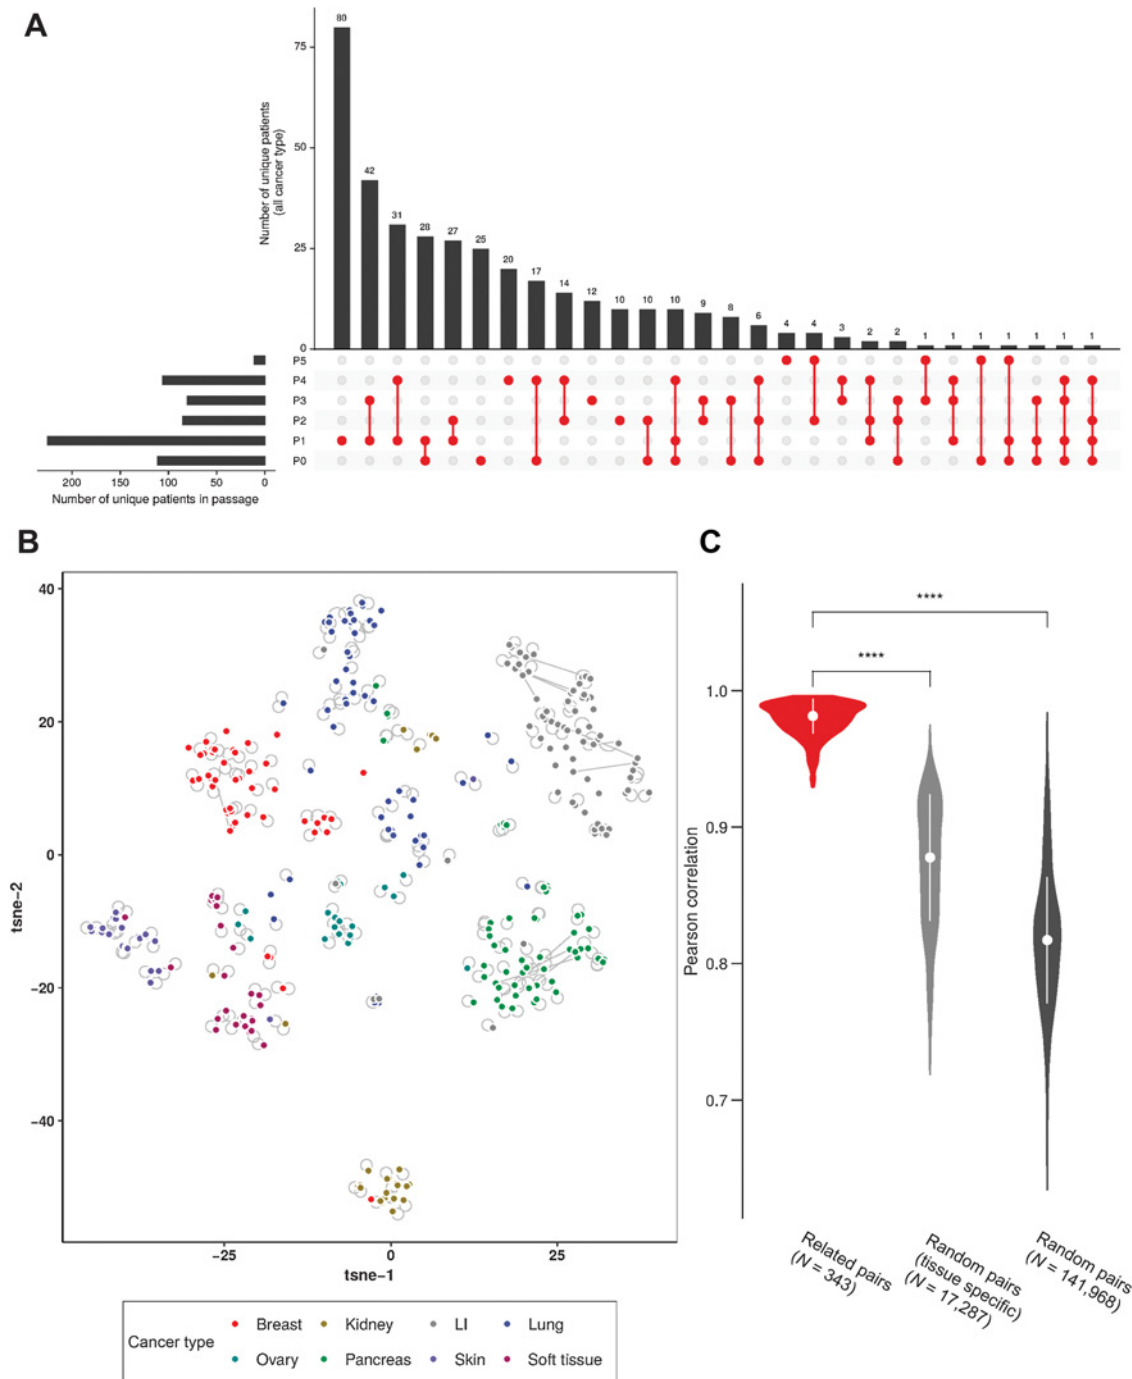 A
Number of unique patients
(all cancer type)
75
50
25
0
80
42
31
28
27
25
20
17
14
12
10
10
10
9
8
6
4
4
3
2
2
1
1
1
1
1
1
1
P5
P4
P3
P2
P1
P0
200 150 100 50 0
Number of unique patients in passage
B
40
20
0
−20
−40
tsne-2
−25 0 25
tsne-1
Cancer type
Breast Kidney LI Lung
Ovary Pancreas Skin Soft tissue
C
****
****
1.0
0.9
0.8
0.7
Pearson correlation
Related pairs
(N = 343)
Random pairs
(tissue specific)
(N = 17,287)
Random pairs
(N = 141,968)